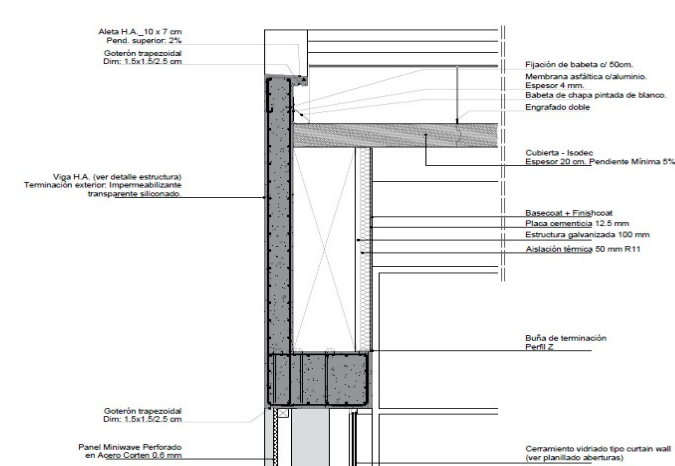 Aleta H.A._10 x 7 cm
Pend. superior: 2%
Goterón trapezoidal
Dim: 1.5x1.5/2.5 cm
Viga H.A. (ver detalle estructura)
Terminación exterior: Impermeabilizante
transparente siliconado.
Goterón trapezoidal
Dim: 1.5x1.5/2.5 cm
Panel Miniwave Perforado
en Acero Corten 0.6 mm
Fijación de babeta c/ 50cm.
Membrana asfáltica c/aluminio.
Espesor 4 mm.
Babeta de chapa pintada de blanco.
Engrafado doble
Cubierta - Isodec
Espesor 20 cm. Pendiente Mínima 5%
Basecoat + Finishcoat
Placa cementicia 12.5 mm
Estructura galvanizada 100 mm
Aislación térmica 50 mm R11
Buña de terminación
Perfil Z
Cerramiento vidriado tipo curtain wall
(ver planillado aberturas)